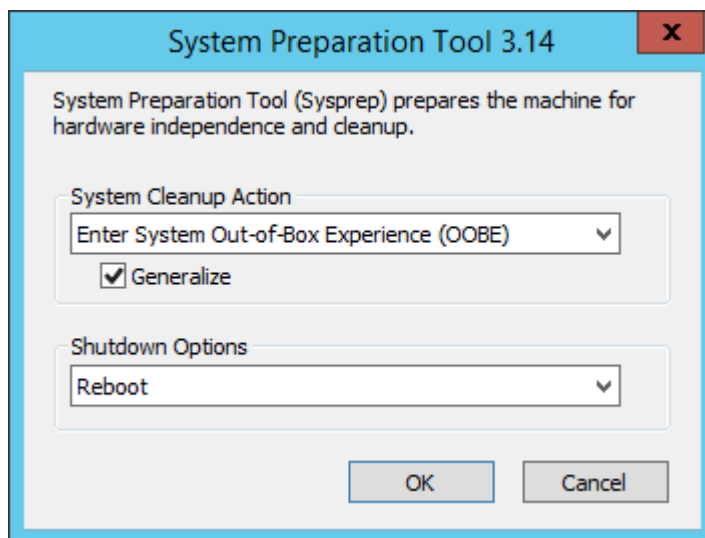 System Preparation Tool 3.14
x
System Preparation Tool (Sysprep) prepares the machine for
hardware independence and cleanup.
System Cleanup Action
Enter System Out-of-Box Experience (OOBE)
Generalize
Shutdown Options
Reboot
OK Cancel